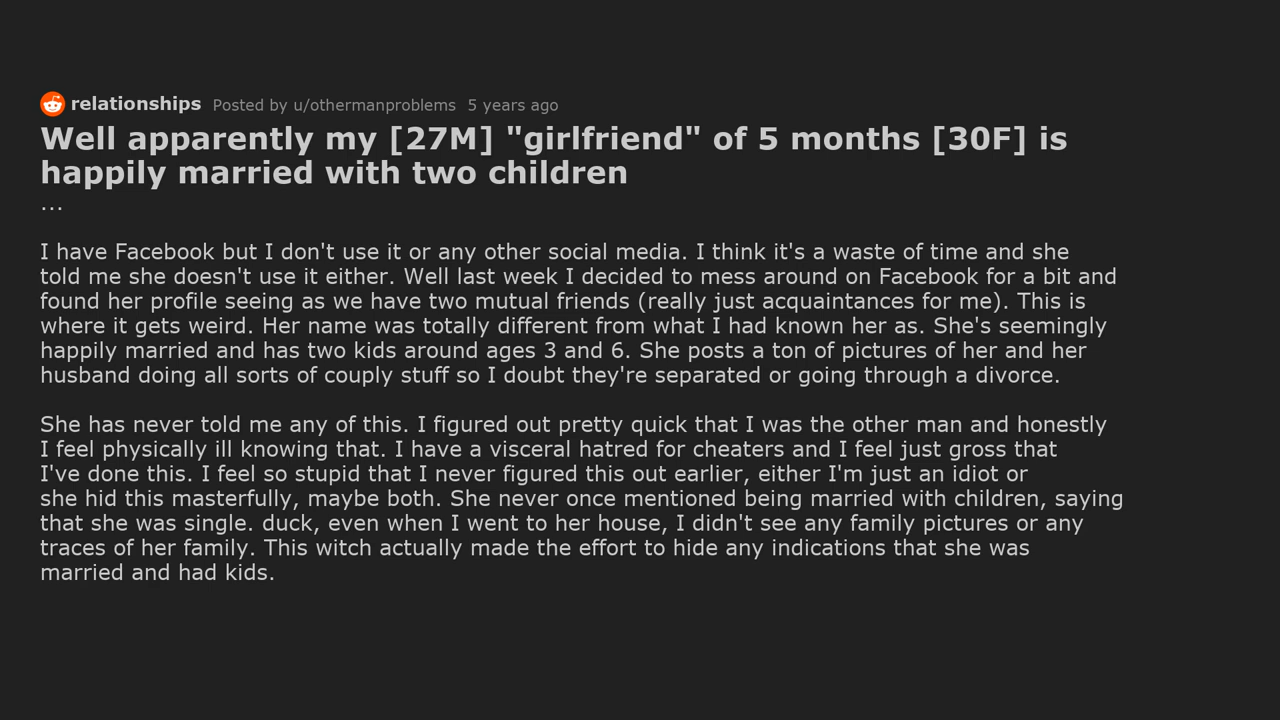 relationships Posted by u/othermanproblems 5 years ago
Well apparently my [27M] "girlfriend" of 5 months [30F] is
happily married with two children
...
I have Facebook but I don't use it or any other social media. I think it's a waste of time and she
told me she doesn't use it either. Well last week I decided to mess around on Facebook for a bit and
found her profile seeing as we have two mutual friends (really just acquaintances for me). This is
where it gets weird. Her name was totally different from what I had known her as. She's seemingly
happily married and has two kids around ages 3 and 6. She posts a ton of pictures of her and her
husband doing all sorts of couply stuff so I doubt they're separated or going through a divorce.
She has never told me any of this. I figured out pretty quick that I was the other man and honestly
I feel physically ill knowing that. I have a visceral hatred for cheaters and I feel just gross that
I've done this. I feel so stupid that I never figured this out earlier, either I'm just an idiot or
she hid this masterfully, maybe both. She never once mentioned being married with children, saying
that she was single. duck, even when I went to her house, I didn't see any family pictures or any
traces of her family. This witch actually made the effort to hide any indications that she was
married and had kids.